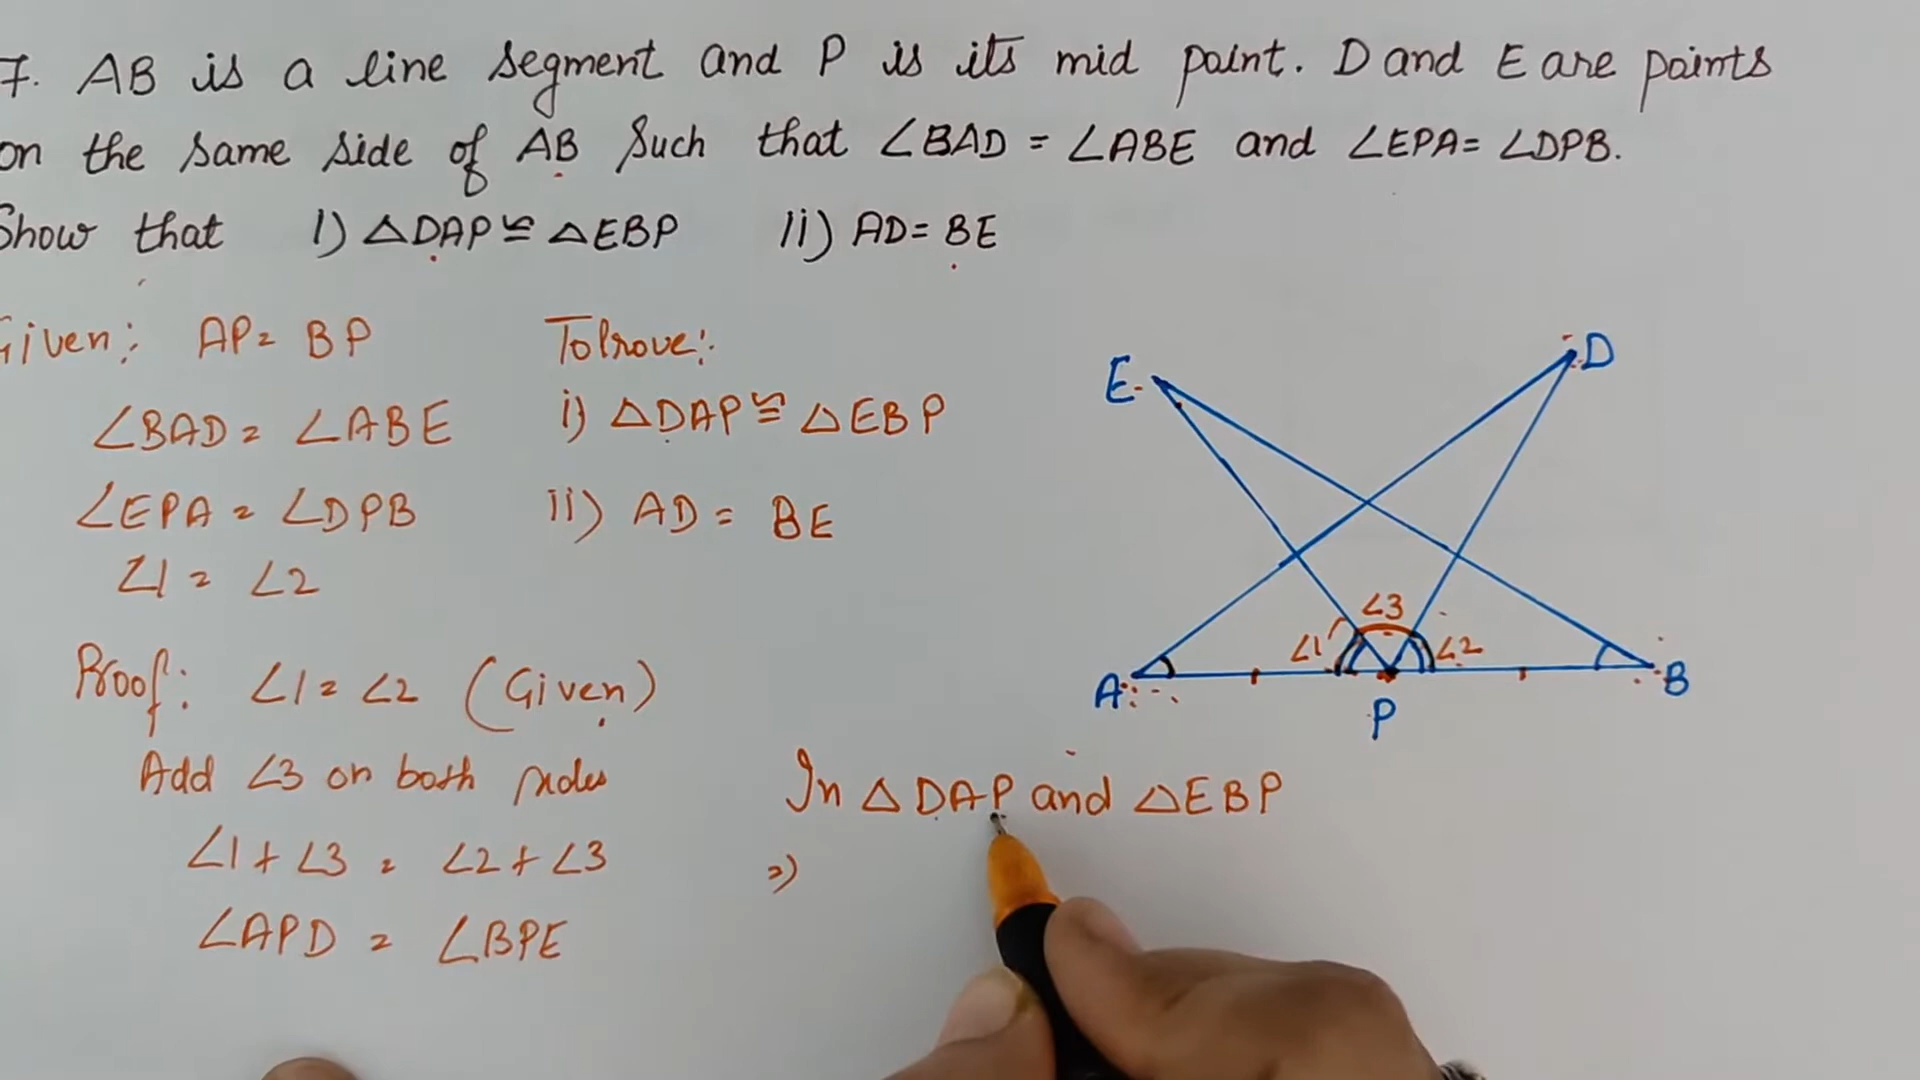 7. AB is a line segment and P is its mid point. D and E are points
on the same side of AB Such that ∠BAD = ∠ABE and ∠EPA = ∠DPB.
Show that i) △DAP ≅ △EBP ii) AD = BE
Given: AP = BP
∠BAD = ∠ABE
∠EPA = ∠DPB
∠1 = ∠2
To Prove:
i) △DAP ≅ △EBP
ii) AD = BE
E
D
∠3
∠1
∠2
A
B
P
Proof: ∠1 = ∠2 (Given)
Add ∠3 on both sides
∠1 + ∠3 = ∠2 + ∠3
∠APD = ∠BPE
In △DAP and △EBP
⇒